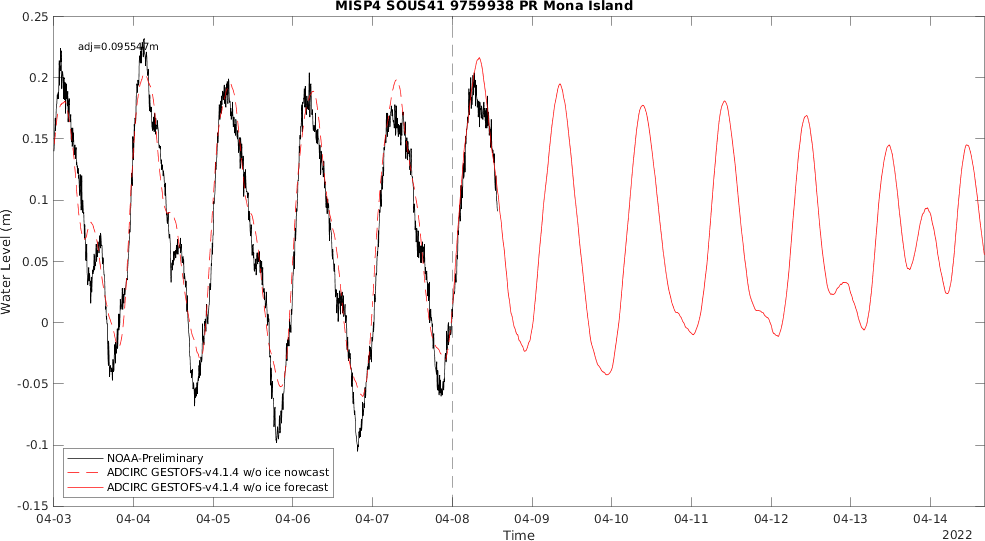 MISP4 SOUS41 9759938 PR Mona Island
adj=0.095547m
Water Level (m)
0.25
0.2
0.15
0.1
0.05
0
-0.05
-0.1
-0.15
NOAA-Preliminary
ADCIRC GESTOFS-v4.1.4 w/o ice nowcast
ADCIRC GESTOFS-v4.1.4 w/o ice forecast
04-03 04-04 04-05 04-06 04-07 04-08 04-09 04-10 04-11 04-12 04-13 04-14
Time
2022